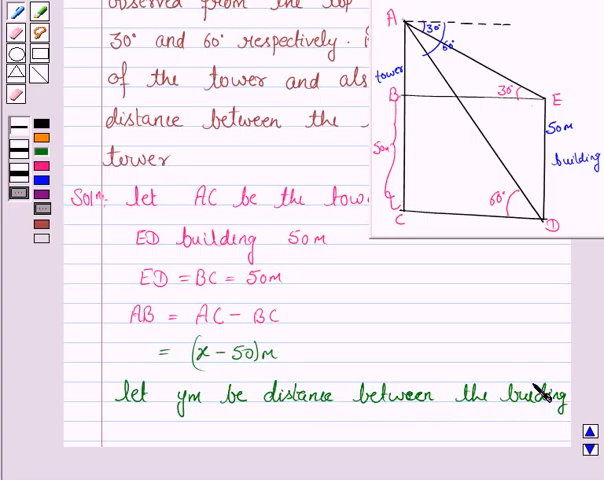 observed from the top
30° and 60° respectively.
of the tower and als
distance between the
tower
Solⁿ: let AC be the tow
ED building 50m
ED = BC = 50m
AB = AC - BC
= (x - 50)m
let ym be distance between the building
A
30°
60°
tower
B
30°
E
50m
50m
building
60°
C
D